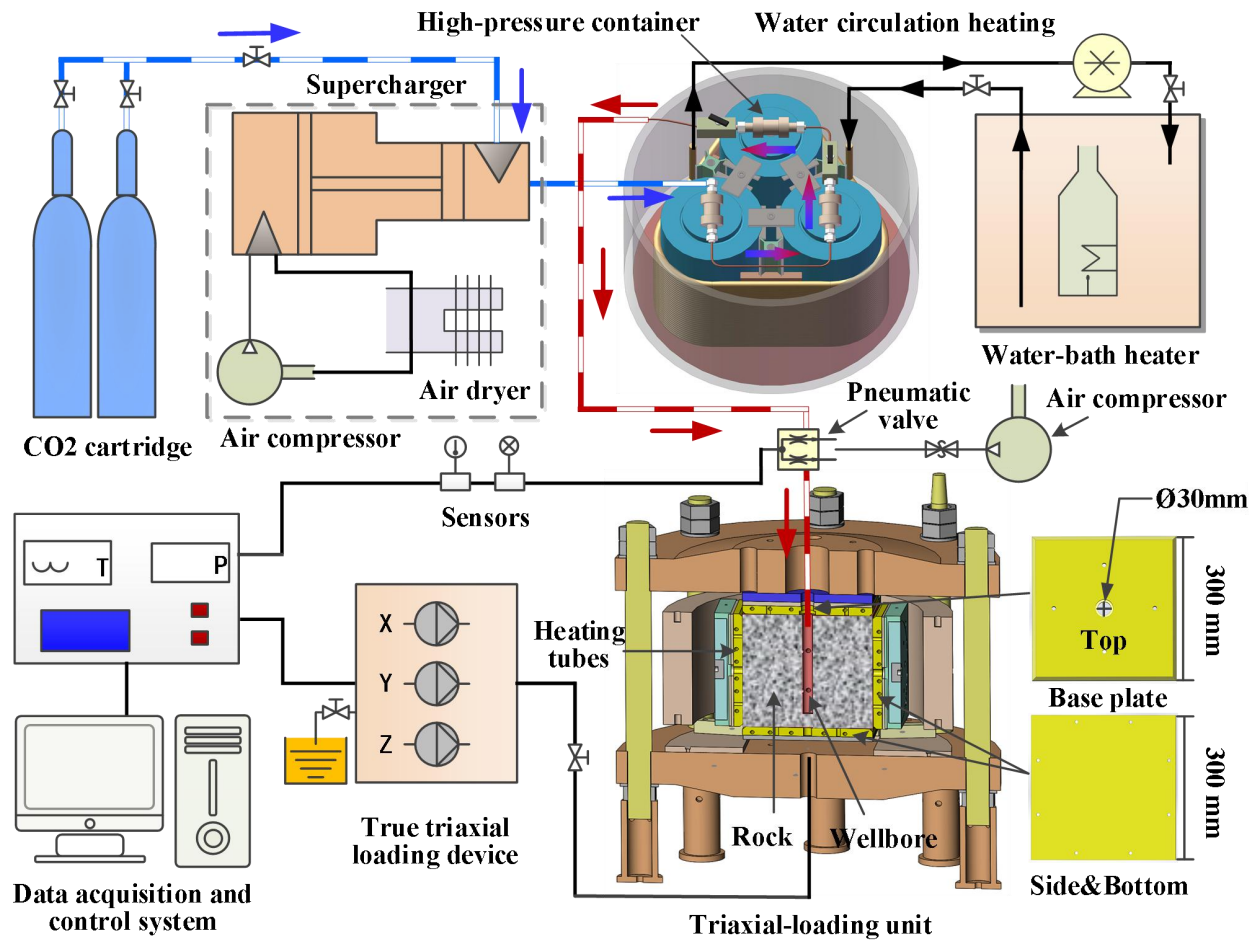 High-pressure container
Water circulation heating
Supercharger
Water-bath heater
Air dryer
Pneumatic
valve
Air compressor
CO2 cartridge
Air compressor
Sensors
Ø30mm
T
P
X
Y
Z
Heating
tubes
Top
300 mm
Base plate
300 mm
Rock
Wellbore
True triaxial
loading device
Side&Bottom
Data acquisition and
control system
Triaxial-loading unit